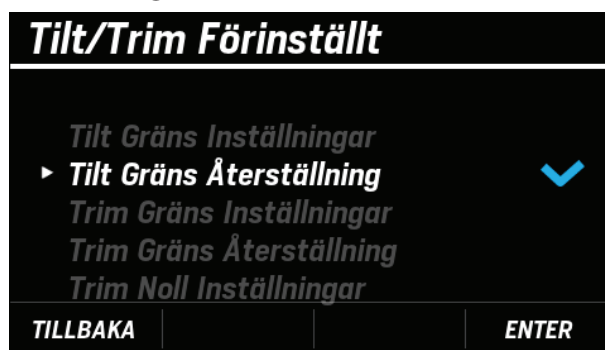 Tilt/Trim Förinställt
Tilt Gräns Inställningar
Tilt Gräns Återställning
Trim Gräns Inställningar
Trim Gräns Återställning
Trim Noll Inställningar
TILLBAKA ENTER